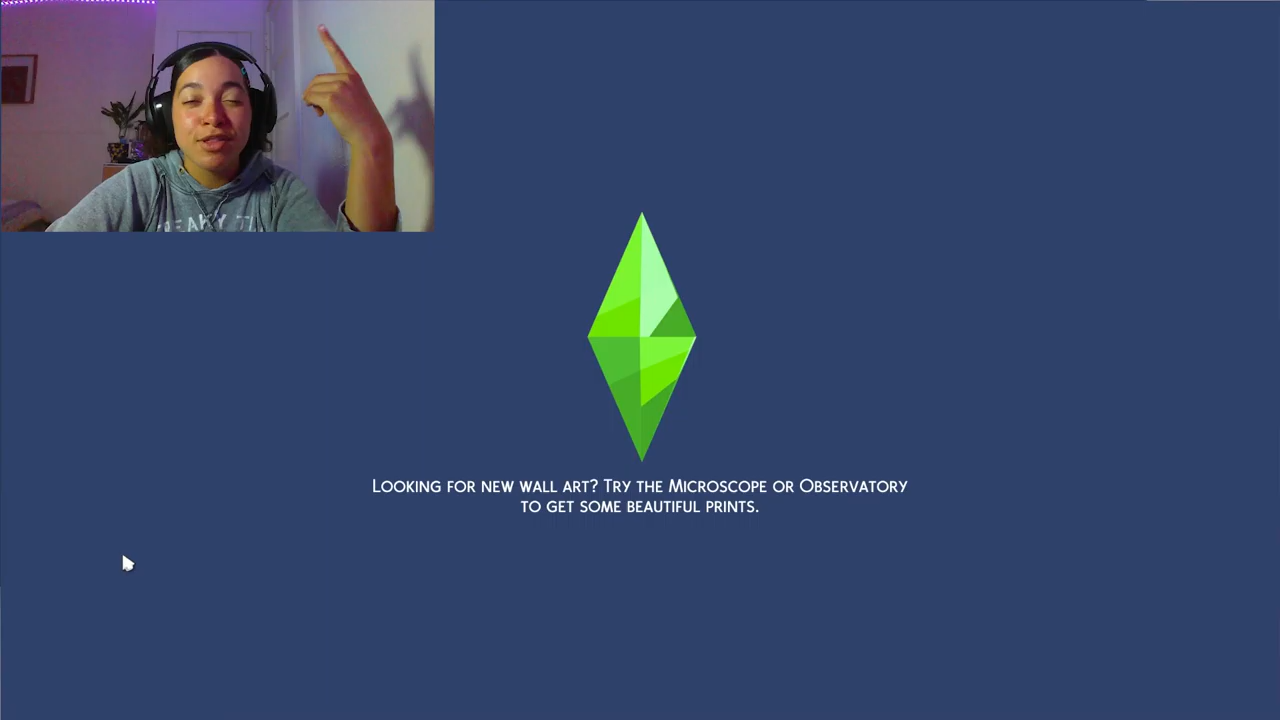 Looking for new wall art? Try the Microscope or Observatory
to get some beautiful prints.